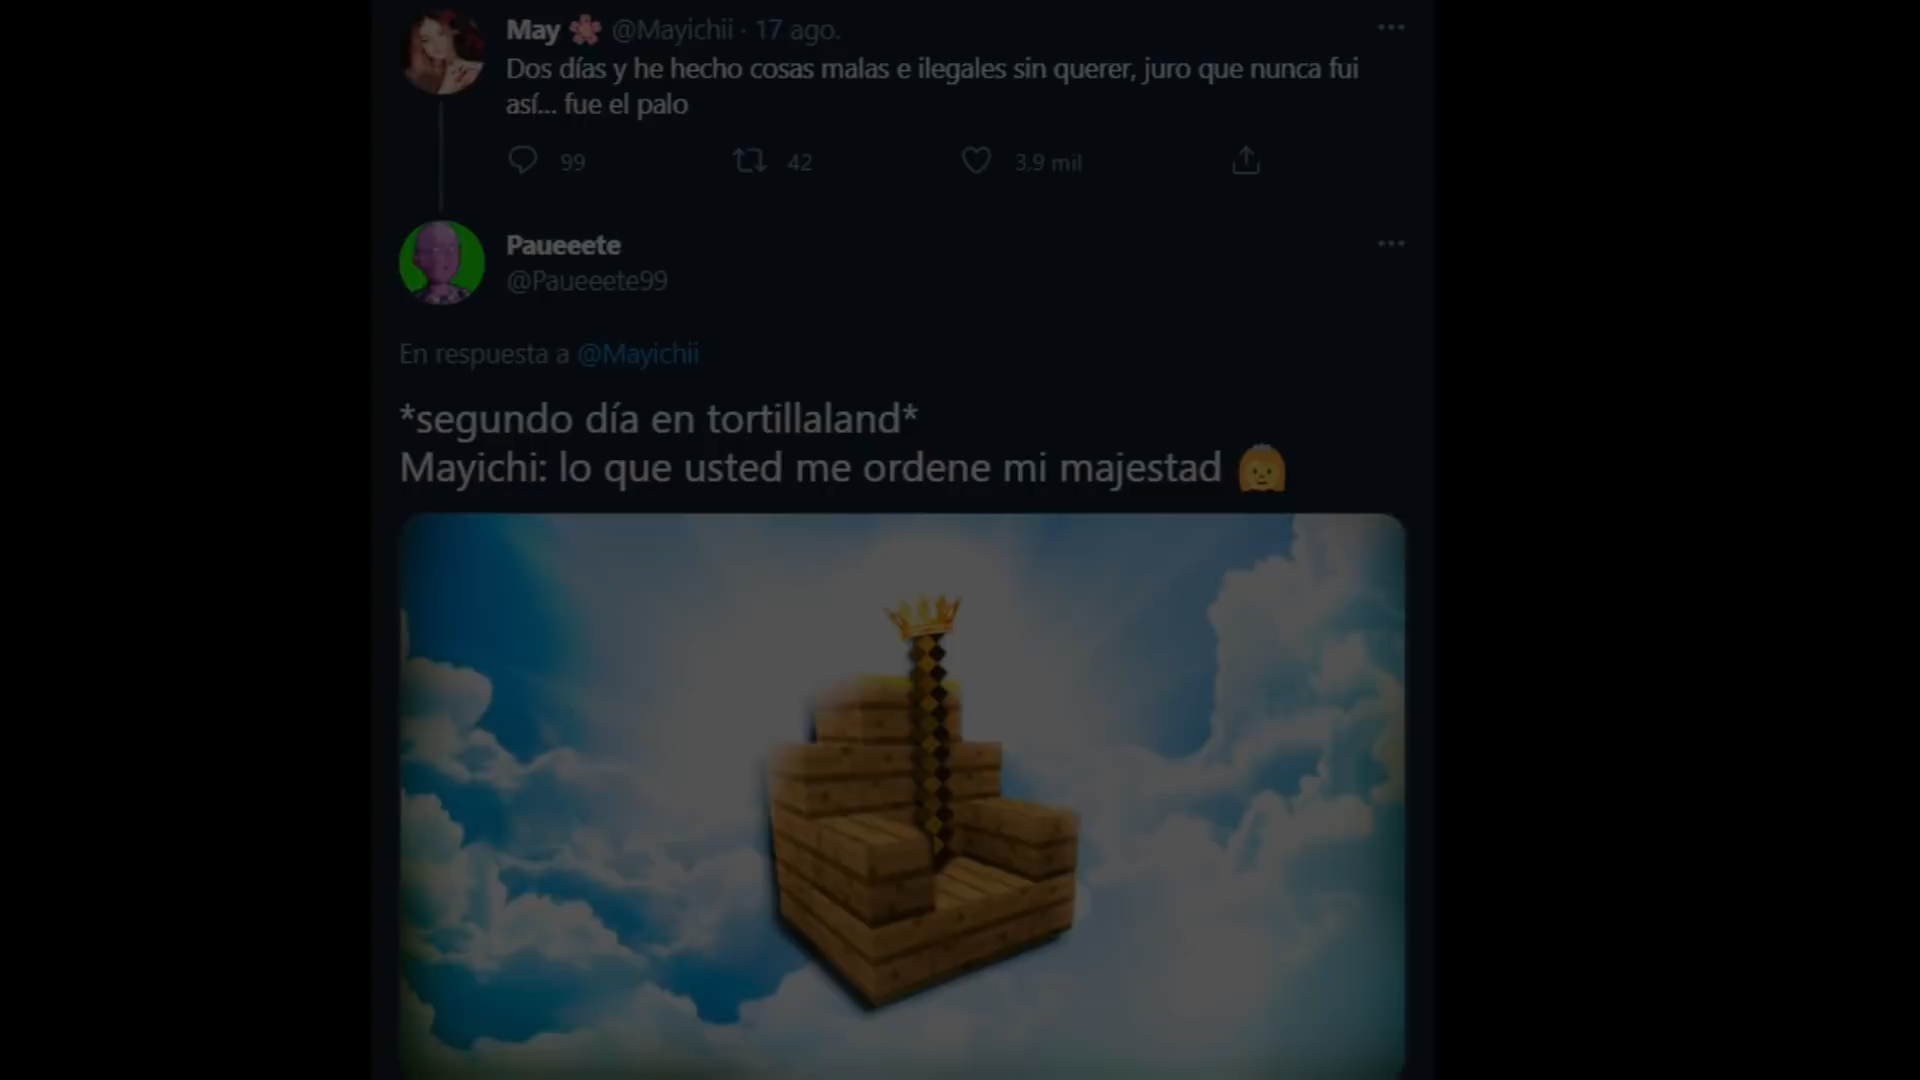 May 🌸 @Mayichii · 17 ago.
Dos días y he hecho cosas malas e ilegales sin querer, juro que nunca fui
así... fue el palo
99 42 3,9 mil
Paueeete
@Paueeete99
En respuesta a @Mayichii
*segundo día en tortillaland*
Mayichi: lo que usted me ordene mi majestad 👸